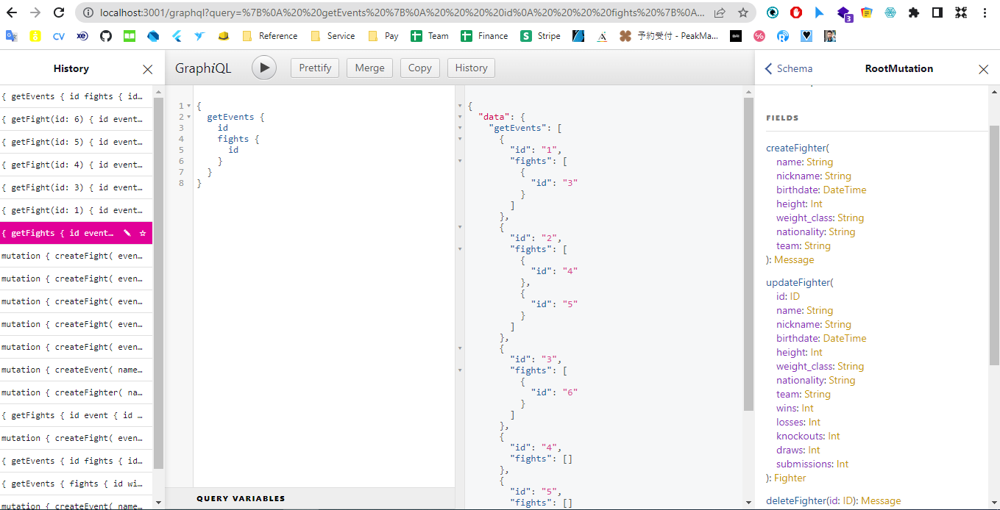 localhost:3001/graphql?query=%7B%0A%20%20getEvents%20%7B%0A%20%20%20%20id%0A%20%20%20%20fights%20%7B%0A...
3
CV
Reference
Service
Pay
Team
Finance
S Stripe
予約受付 - PeakMa...
History
GraphiQL
Prettify
Merge
Copy
History
Schema
RootMutation
{ getEvents { id fights { id…
{ getFight(id: 6) { id event…
{ getFight(id: 5) { id event…
{ getFight(id: 4) { id event…
{ getFight(id: 3) { id event…
{ getFight(id: 1) { id event…
{ getFights { id event…
mutation { createFight( even…
mutation { createFight( even…
mutation { createFight( even…
mutation { createFight( even…
mutation { createFight( even…
mutation { createEvent( name…
mutation { createFighter( na…
{ getFights { id event { id …
mutation { createFight( even…
{ getEvents { id fights { id…
{ getEvents { fights { id wi…
mutation { createEvent( name…
1 {
2 getEvents {
3 id
4 fights {
5 id
6 }
7 }
8 }
QUERY VARIABLES
{
"data": {
"getEvents": [
{
"id": "1",
"fights": [
{
"id": "3"
}
]
},
{
"id": "2",
"fights": [
{
"id": "4"
},
{
"id": "5"
}
]
},
{
"id": "3",
"fights": [
{
"id": "6"
}
]
},
{
"id": "4",
"fights": []
},
{
"id": "5",
"fights": []
FIELDS
createFighter(
name: String
nickname: String
birthdate: DateTime
height: Int
weight_class: String
nationality: String
team: String
): Message
updateFighter(
id: ID
name: String
nickname: String
birthdate: DateTime
height: Int
weight_class: String
nationality: String
team: String
wins: Int
losses: Int
knockouts: Int
draws: Int
submissions: Int
): Fighter
deleteFighter(id: ID): Message